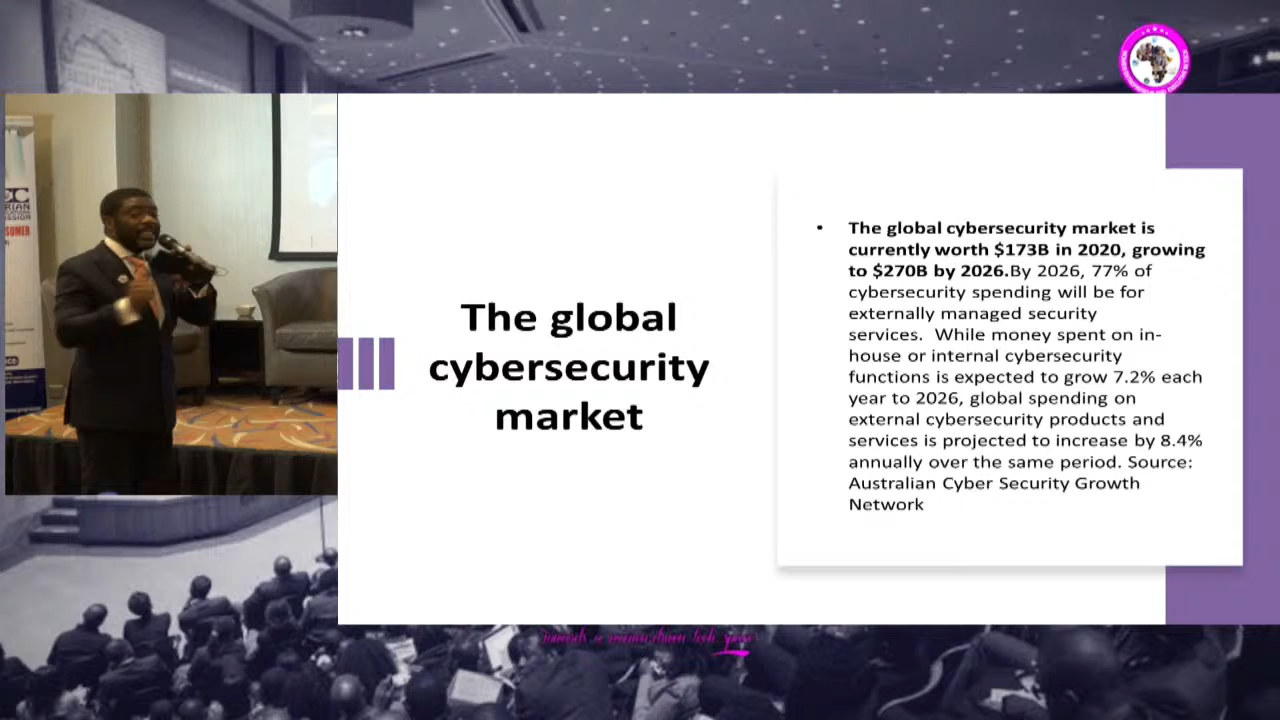 EC
RIAN
SSION
SUMER
The global
cybersecurity
market
• The global cybersecurity market is
currently worth $173B in 2020, growing
to $270B by 2026.By 2026, 77% of
cybersecurity spending will be for
externally managed security
services.  While money spent on in-
house or internal cybersecurity
functions is expected to grow 7.2% each
year to 2026, global spending on
external cybersecurity products and
services is projected to increase by 8.4%
annually over the same period. Source:
Australian Cyber Security Growth
Network